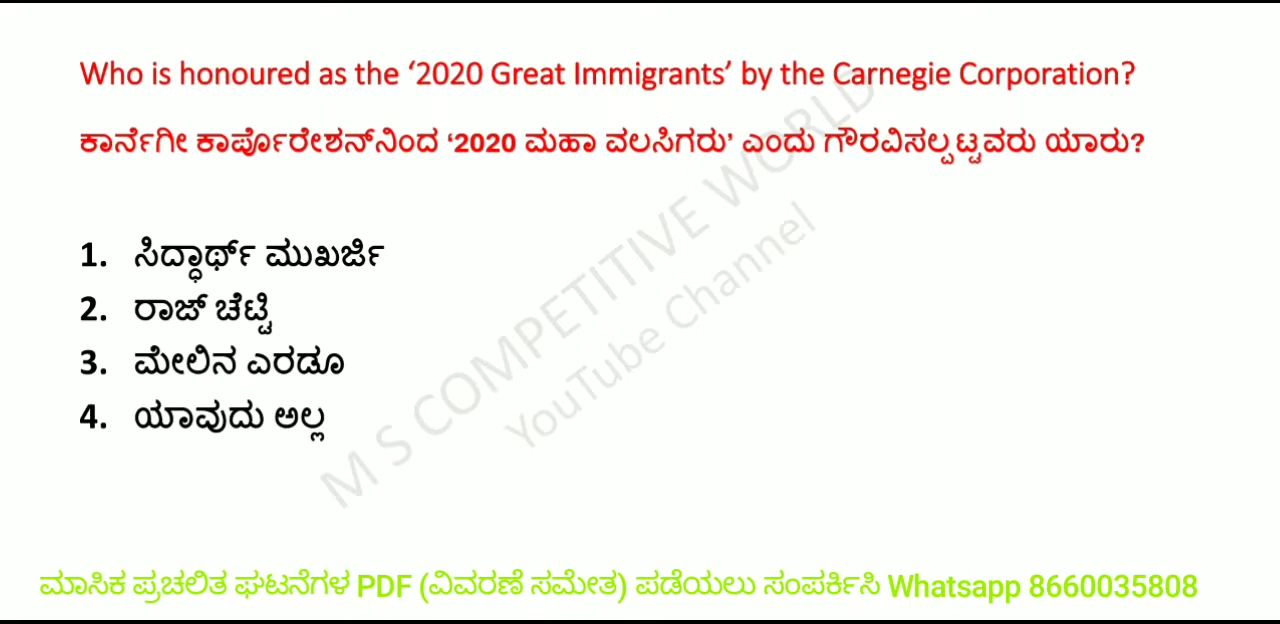 Who is honoured as the ‘2020 Great Immigrants’ by the Carnegie Corporation?
ಕಾರ್ನೆಗೀ ಕಾರ್ಪೊರೇಶನ್‌ನಿಂದ ‘2020 ಮಹಾ ವಲಸಿಗರು’ ಎಂದು ಗೌರವಿಸಲ್ಪಟ್ಟವರು ಯಾರು?
1. ಸಿದ್ಧಾರ್ಥ್ ಮುಖರ್ಜಿ
2. ರಾಜ್ ಚೆಟ್ಟಿ
3. ಮೇಲಿನ ಎರಡೂ
4. ಯಾವುದು ಅಲ್ಲ
M S COMPETITIVE WORLD
YouTube Channel
ಮಾಸಿಕ ಪ್ರಚಲಿತ ಘಟನೆಗಳ PDF (ವಿವರಣೆ ಸಮೇತ) ಪಡೆಯಲು ಸಂಪರ್ಕಿಸಿ Whatsapp 8660035808